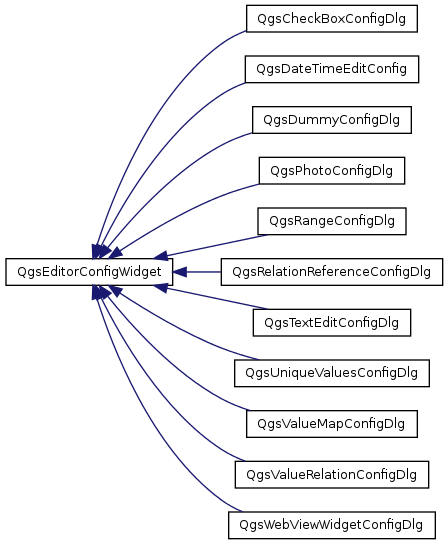 QgsCheckBoxConfigDlg
QgsDateTimeEditConfig
QgsDummyConfigDlg
QgsPhotoConfigDlg
QgsRangeConfigDlg
QgsEditorConfigWidget
QgsRelationReferenceConfigDlg
QgsTextEditConfigDlg
QgsUniqueValuesConfigDlg
QgsValueMapConfigDlg
QgsValueRelationConfigDlg
QgsWebViewWidgetConfigDlg